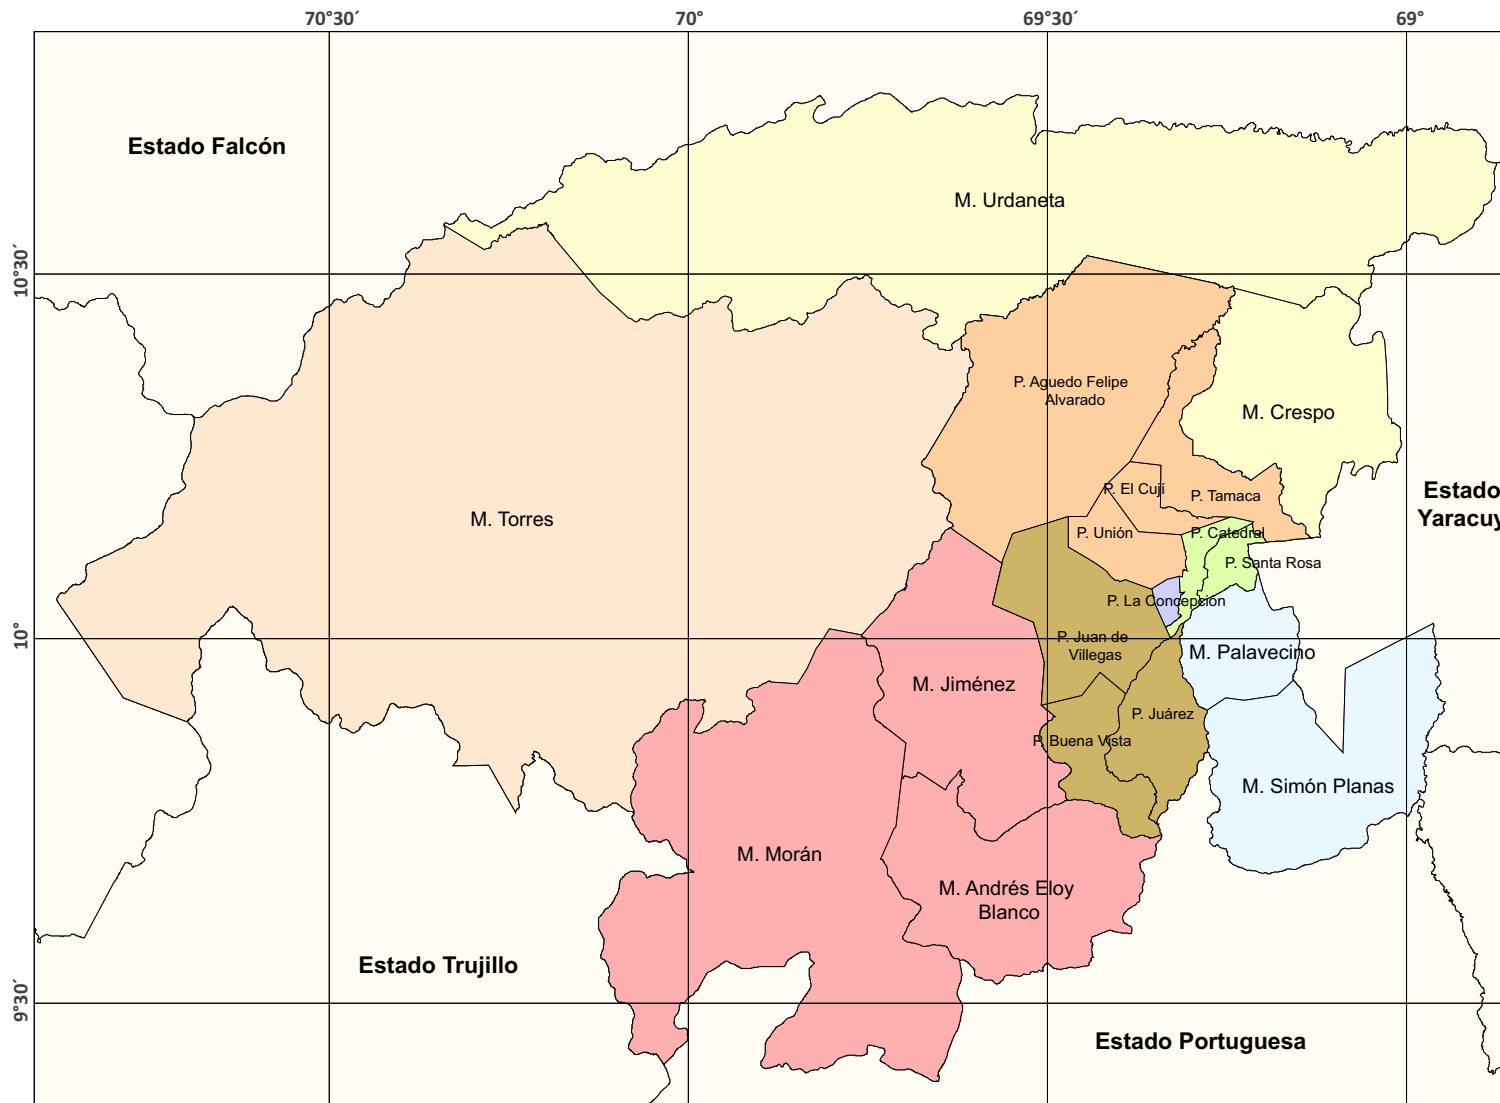 70°30´
70°
69°30´
69°
Estado Falcón
M. Urdaneta
10°30´
P. Aguedo Felipe
Alvarado
M. Crespo
P. El Cují
P. Tamaca
Estado
Yaracuy
M. Torres
P. Unión
P. Catedral
P. Santa Rosa
P. La Concepción
10°
P. Juan de
Villegas
M. Palavecino
M. Jiménez
P. Juárez
P. Buena Vista
M. Simón Planas
M. Morán
M. Andrés Eloy
Blanco
Estado Trujillo
9°30´
Estado Portuguesa